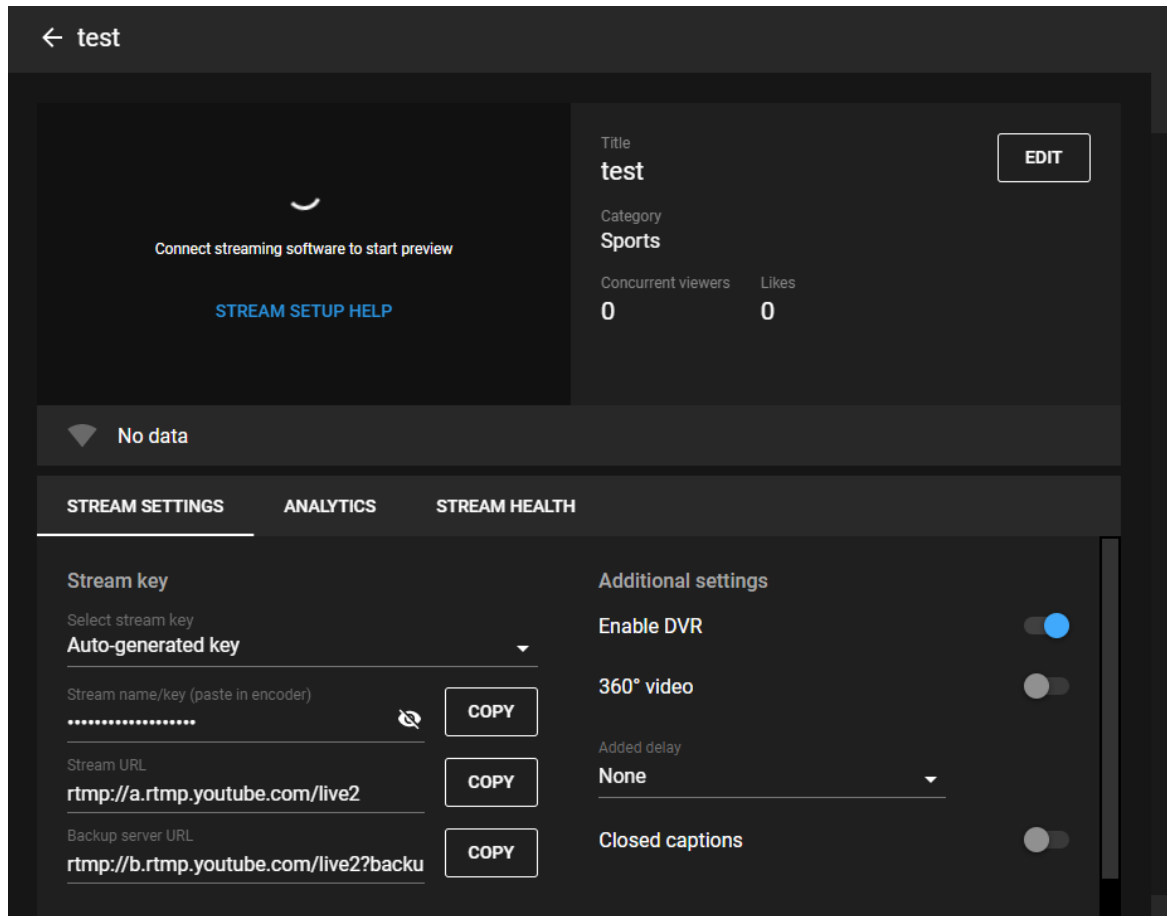 test
Connect streaming software to start preview
STREAM SETUP HELP
Title
test
EDIT
Category
Sports
Concurrent viewers Likes
0 0
No data
STREAM SETTINGS ANALYTICS STREAM HEALTH
Stream key
Select stream key
Auto-generated key
Stream name/key (paste in encoder)
•••••••••••••••••••
COPY
Stream URL
rtmp://a.rtmp.youtube.com/live2
COPY
Backup server URL
rtmp://b.rtmp.youtube.com/live2?backu
COPY
Additional settings
Enable DVR
360° video
Added delay
None
Closed captions